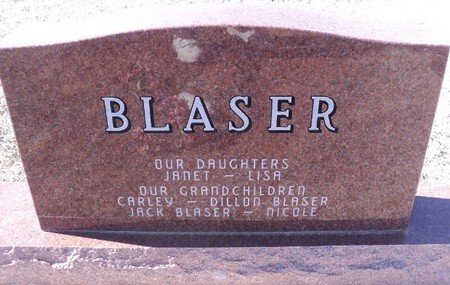 BLASER
OUR DAUGHTERS
JANET – LISA
OUR GRANDCHILDREN
CARLEY – DILLON BLASER
JACK BLASER – NICOLE